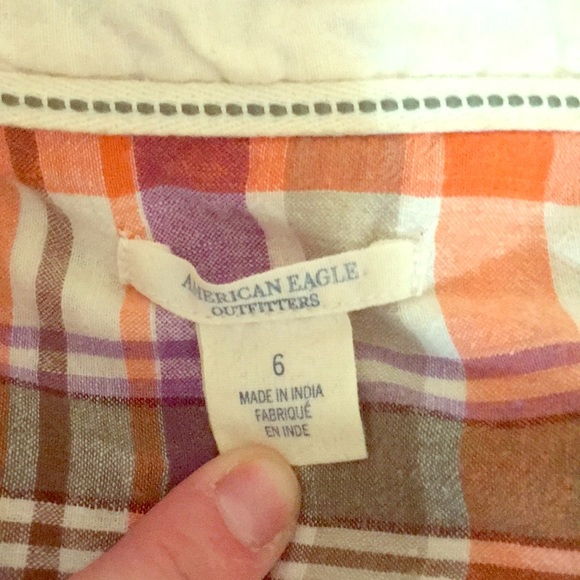 AMERICAN EAGLE
OUTFITTERS
6
MADE IN INDIA
FABRIQUÉ
EN INDE